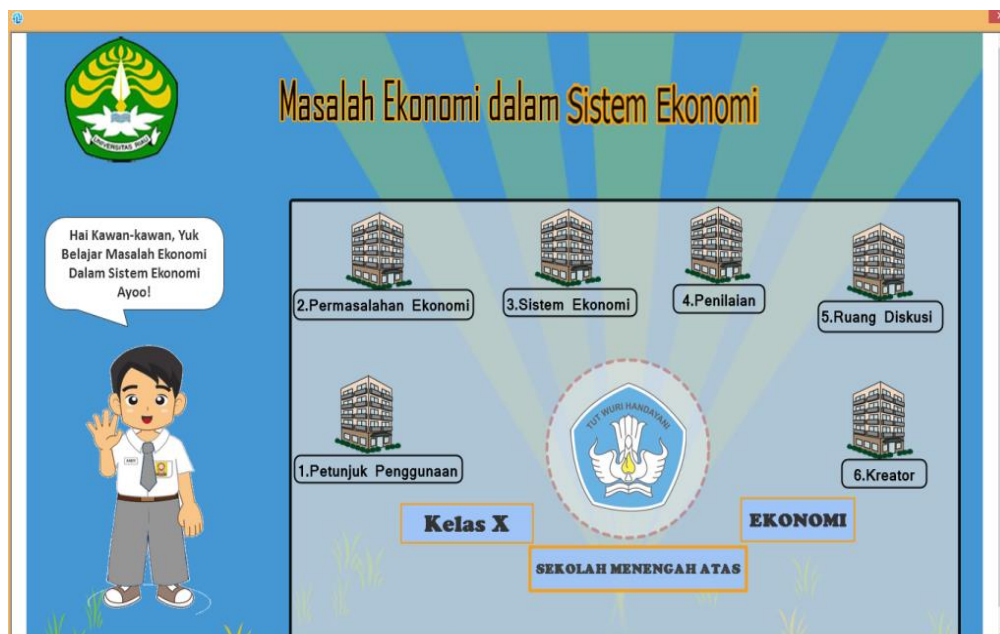 Masalah Ekonomi dalam Sistem Ekonomi
UNIVERSITAS RIAU
Hai Kawan-kawan, Yuk
Belajar Masalah Ekonomi
Dalam Sistem Ekonomi
Ayoo!
2.Permasalahan Ekonomi
3.Sistem Ekonomi
4.Penilaian
5.Ruang Diskusi
1.Petunjuk Penggunaan
TUT WURI HANDAYANI
6.Kreator
Kelas X
EKONOMI
SEKOLAH MENENGAH ATAS